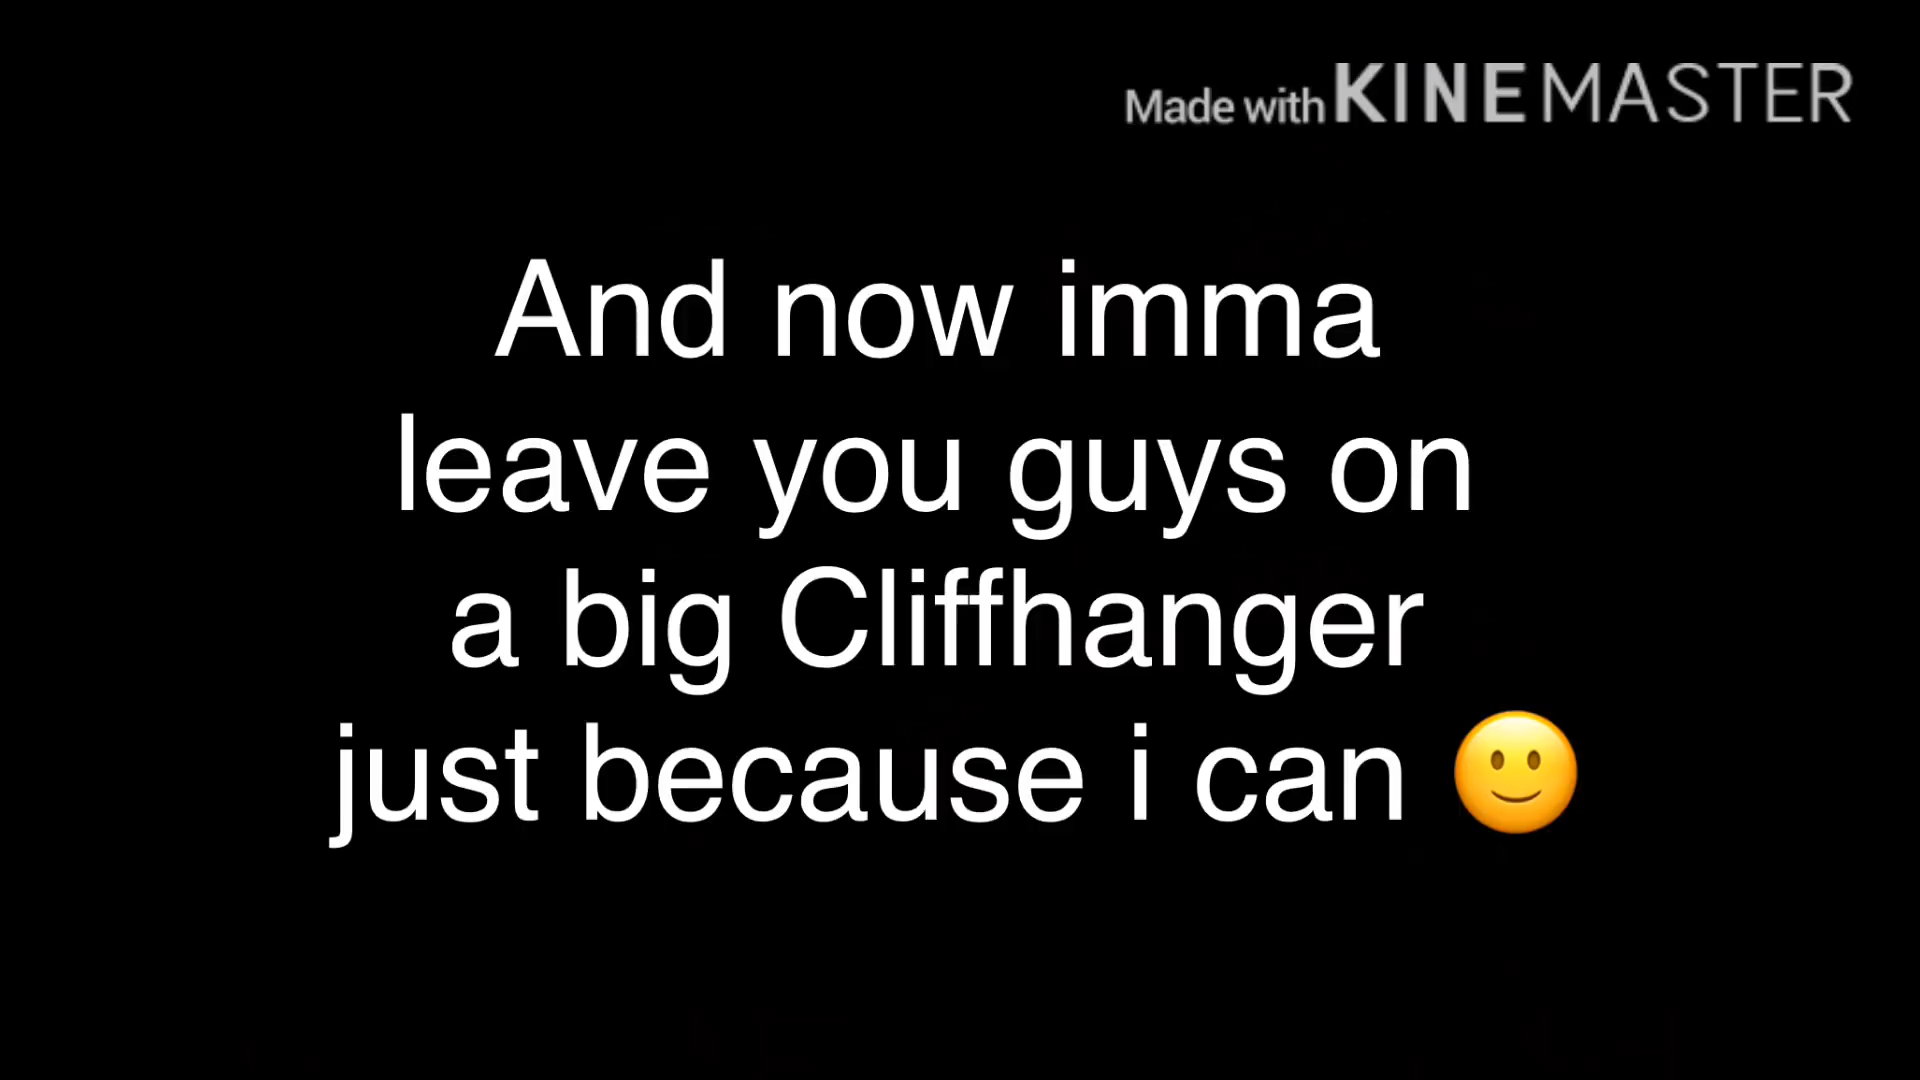 Made with KINEMASTER
And now imma
leave you guys on
a big Cliffhanger
just because i can 🙂